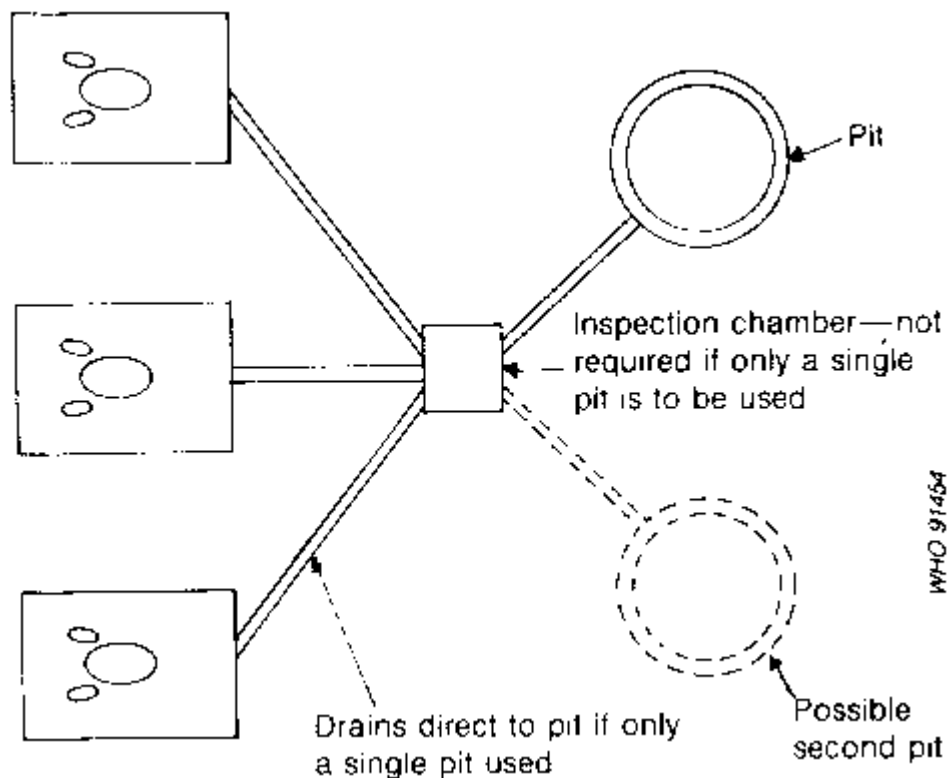 Pit
Inspection chamber—not
required if only a single
pit is to be used
WHO 91454
Drains direct to pit if only
a single pit used
Possible
second pit